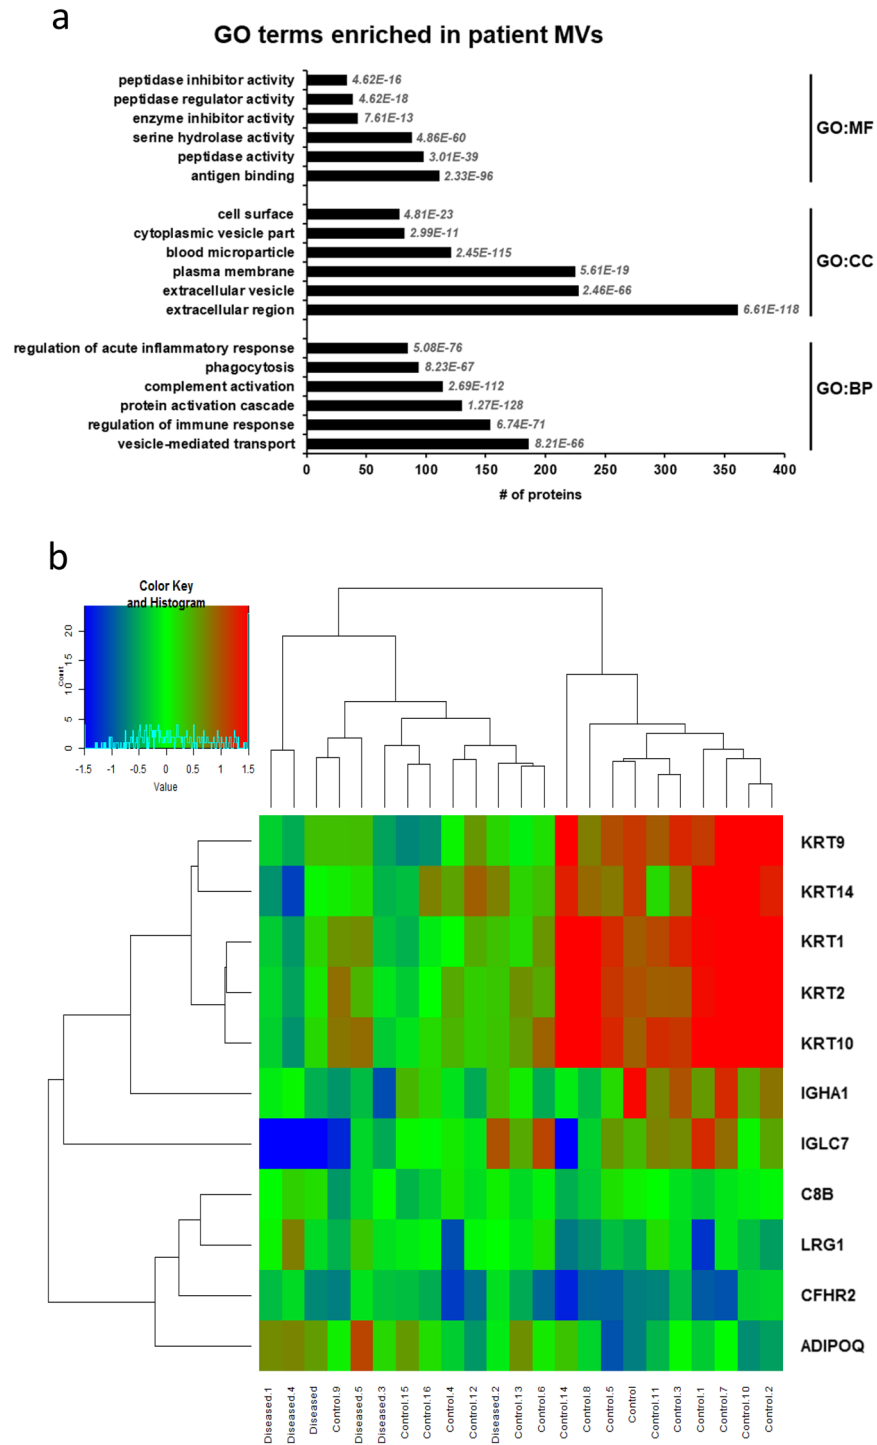 a
GO terms enriched in patient MVs
peptidase inhibitor activity 4.62E-16
peptidase regulator activity 4.62E-18
enzyme inhibitor activity 7.61E-13
serine hydrolase activity 4.86E-60
peptidase activity 3.01E-39
antigen binding 2.33E-96
GO:MF
cell surface 4.81E-23
cytoplasmic vesicle part 2.99E-11
blood microparticle 2.45E-115
plasma membrane 5.61E-19
extracellular vesicle 2.46E-66
extracellular region 6.61E-118
GO:CC
regulation of acute inflammatory response 5.08E-76
phagocytosis 8.23E-67
complement activation 2.69E-112
protein activation cascade 1.27E-128
regulation of immune response 6.74E-71
vesicle-mediated transport 8.21E-66
GO:BP
0 50 100 150 200 250 300 350 400
# of proteins
b
Color Key
and Histogram
Count
0 5 10 15 20
-1.5 -1 -0.5 0 0.5 1 1.5
Value
KRT9
KRT14
KRT1
KRT2
KRT10
IGHA1
IGLC7
C8B
LRG1
CFHR2
ADIPOQ
Diseased.1
Diseased.4
Diseased
Control.9
Diseased.5
Diseased.3
Control.15
Control.16
Control.4
Control.12
Diseased.2
Control.13
Control.6
Control.14
Control.8
Control.5
Control
Control.11
Control.3
Control.1
Control.7
Control.10
Control.2